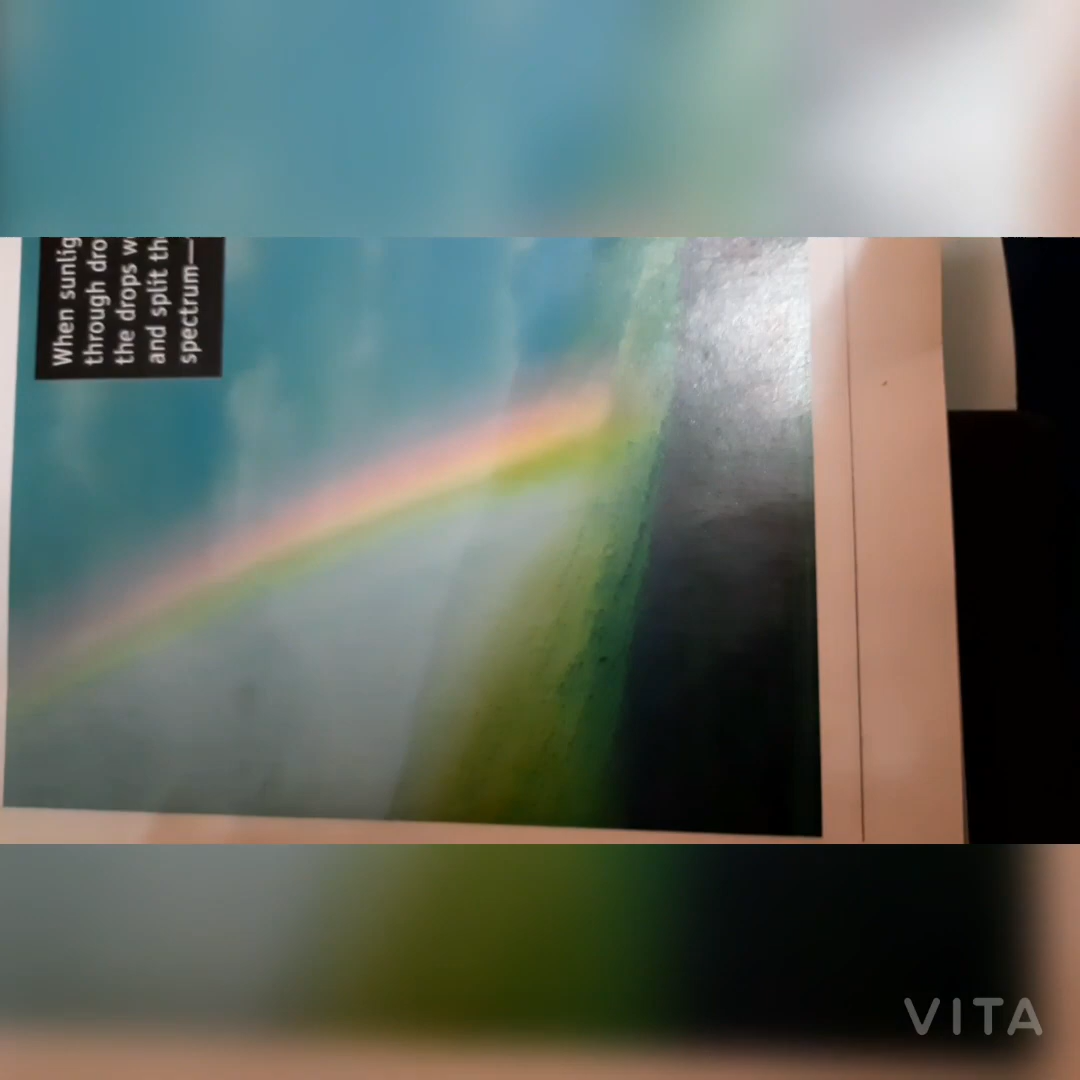 When sunlig
through dro
the drops w
and split th
spectrum—
VITA